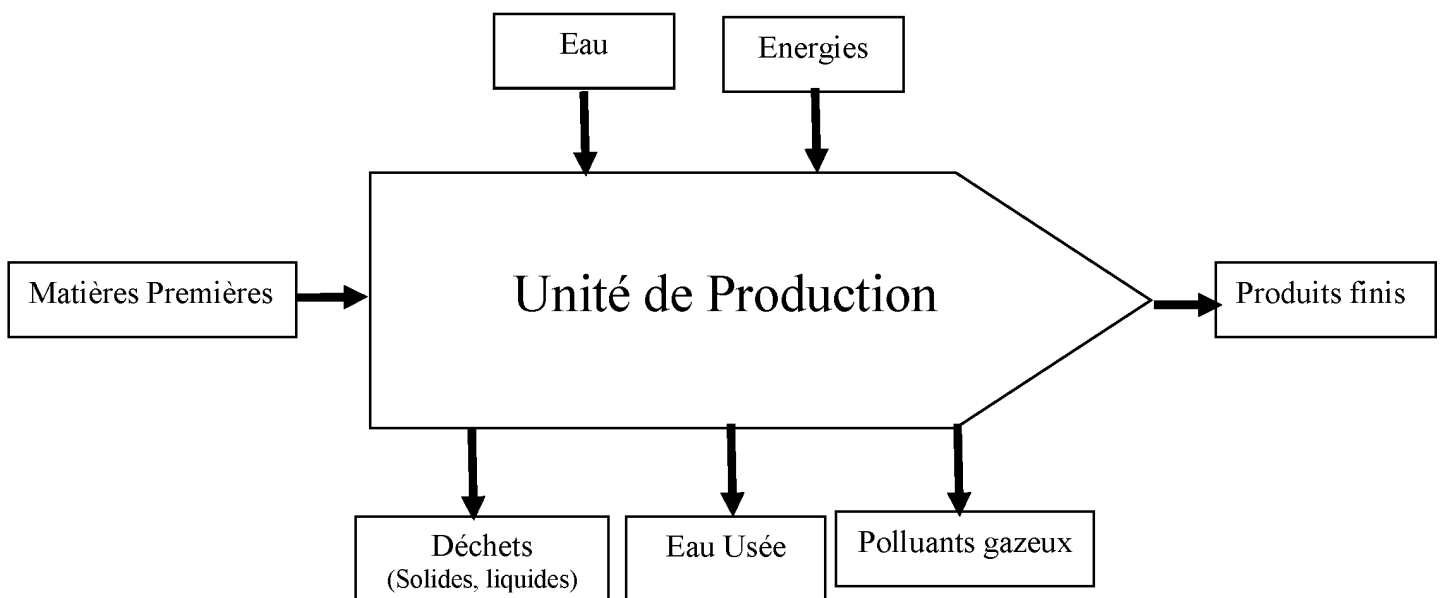 Eau
Energies
Matières Premières
Unité de Production
Produits finis
Déchets
(Solides, liquides)
Eau Usée
Polluants gazeux